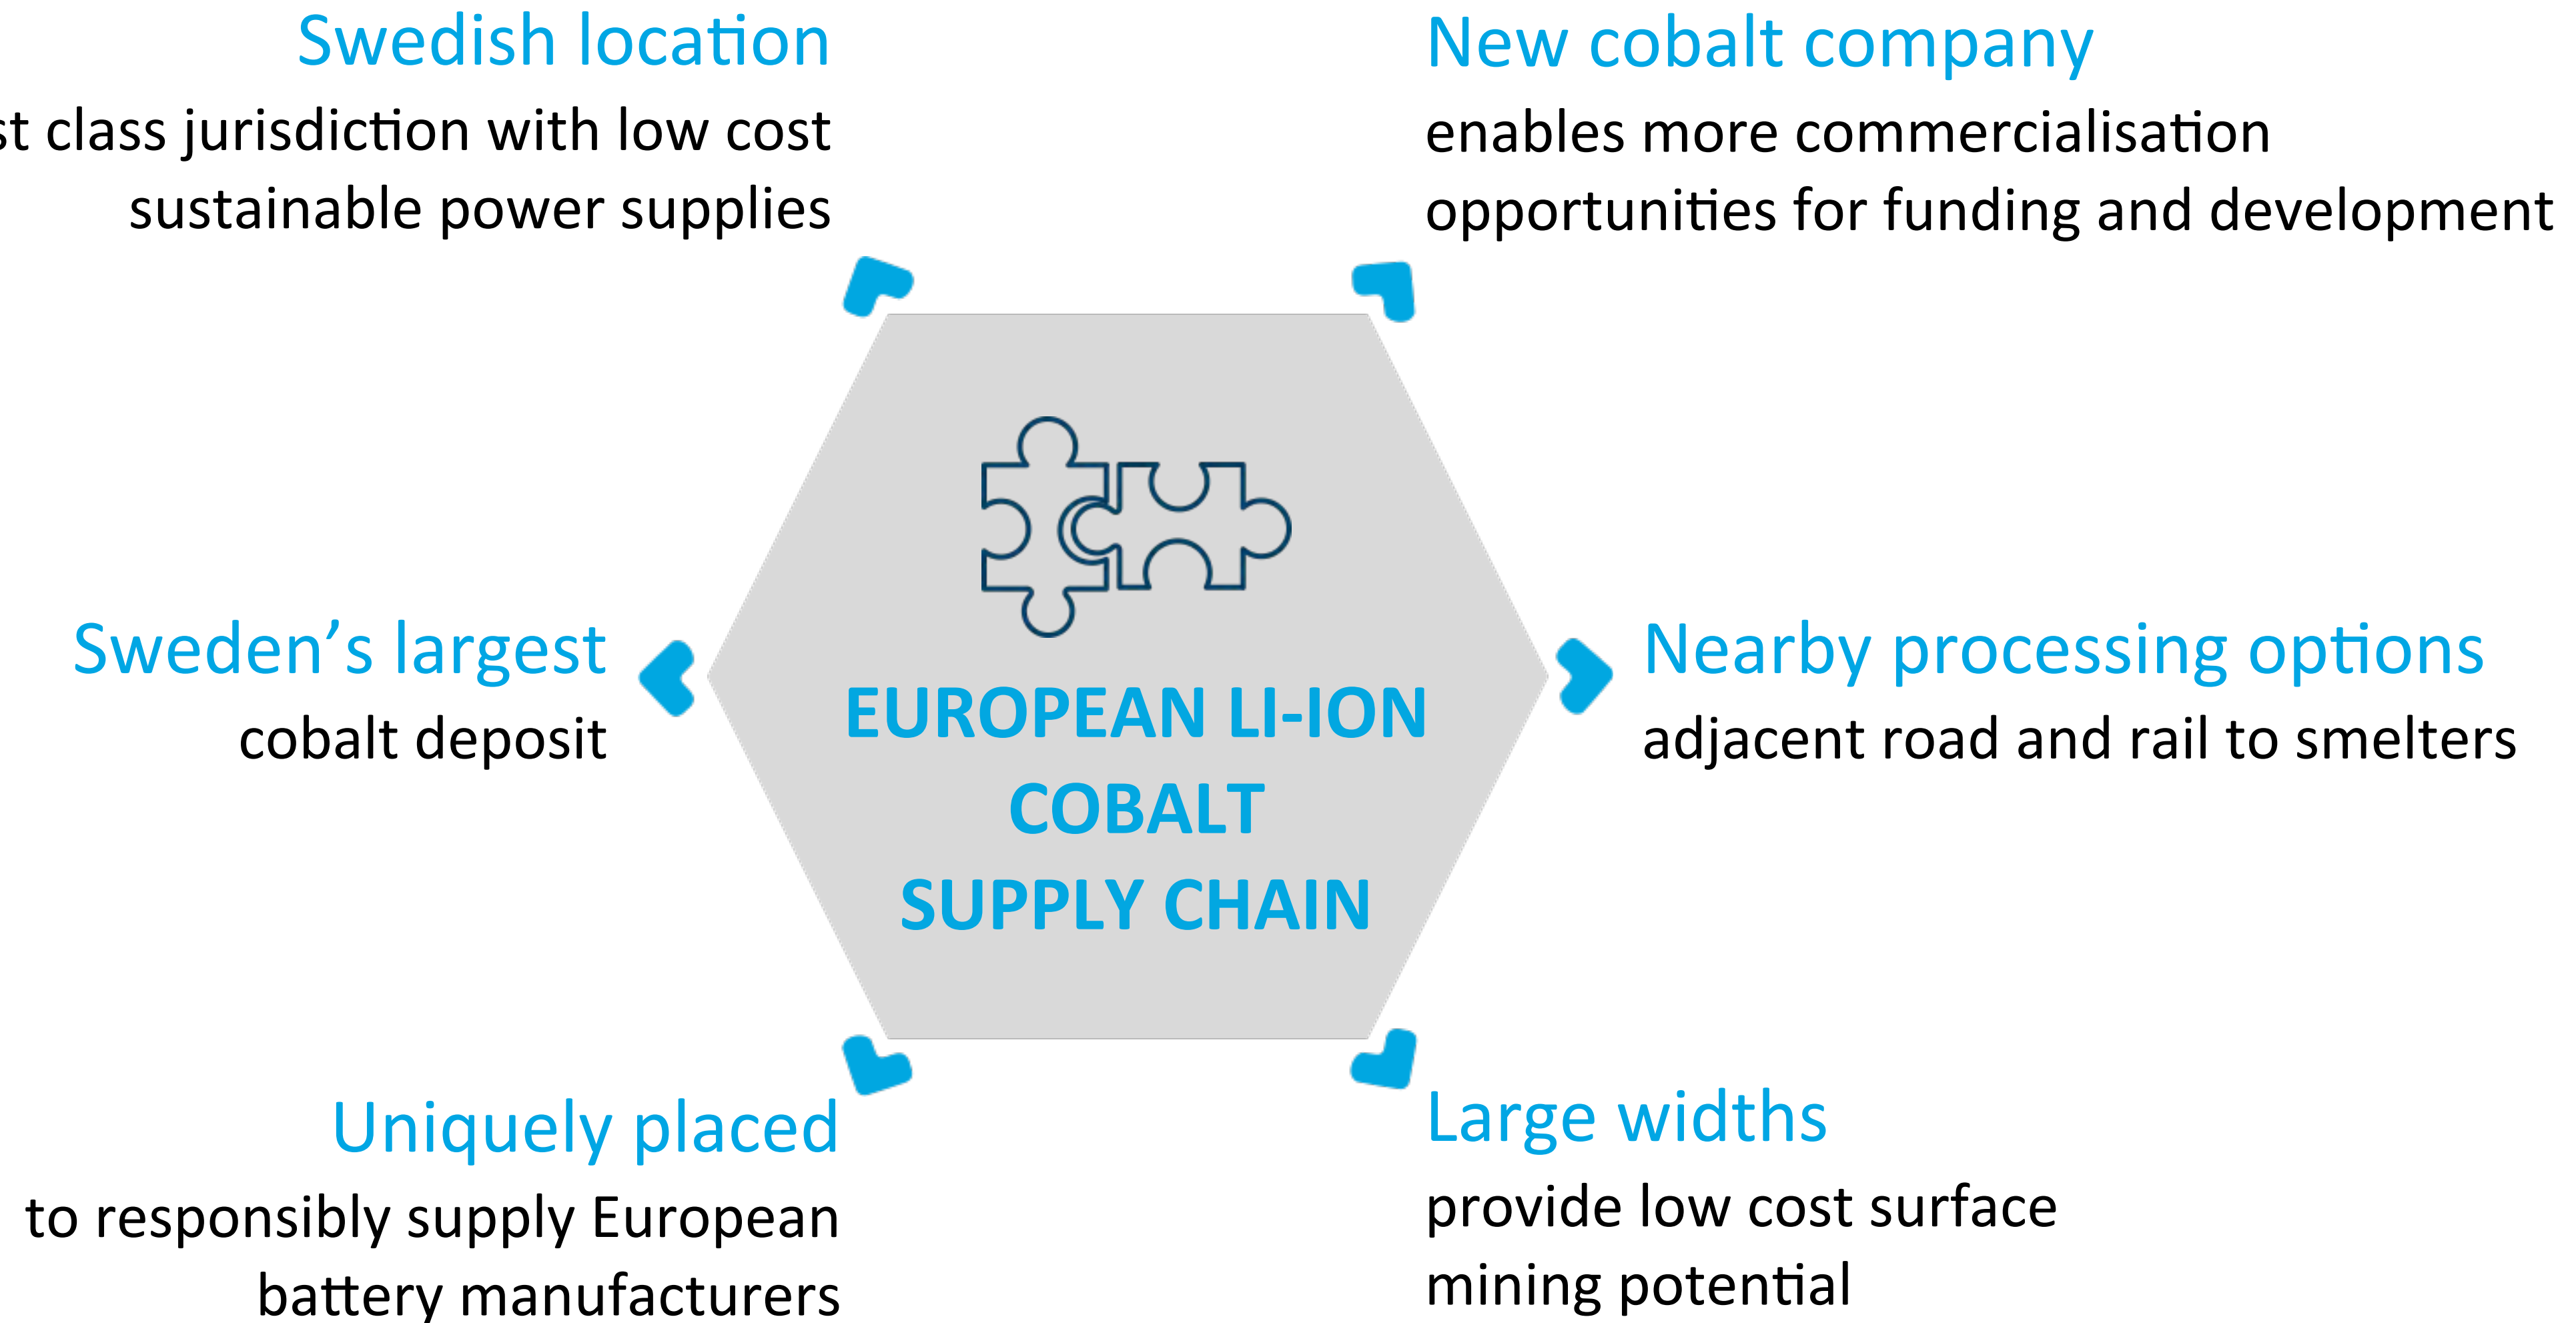 Swedish location
st class jurisdiction with low cost
sustainable power supplies
New cobalt company
enables more commercialisation
opportunities for funding and development
Sweden’s largest
cobalt deposit
EUROPEAN LI-ION
COBALT
SUPPLY CHAIN
Nearby processing options
adjacent road and rail to smelters
Uniquely placed
to responsibly supply European
battery manufacturers
Large widths
provide low cost surface
mining potential